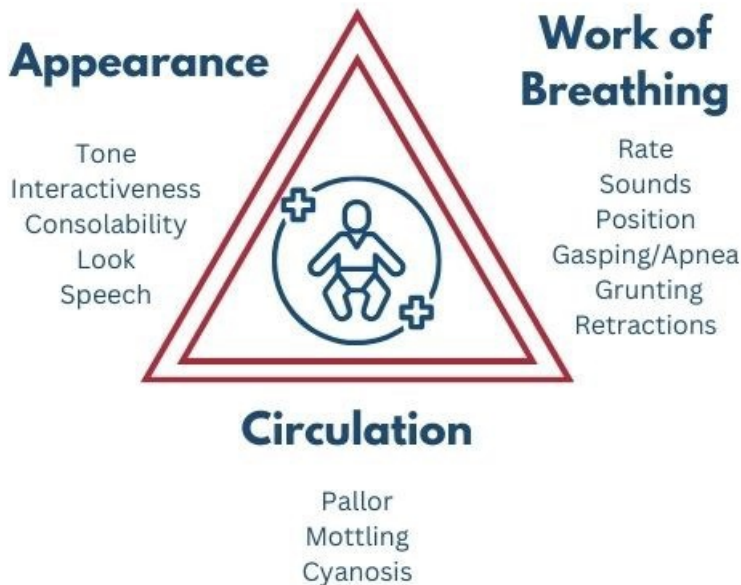 Appearance
Tone
Interactiveness
Consolability
Look
Speech
Work of
Breathing
Rate
Sounds
Position
Gasping/Apnea
Grunting
Retractions
Circulation
Pallor
Mottling
Cyanosis